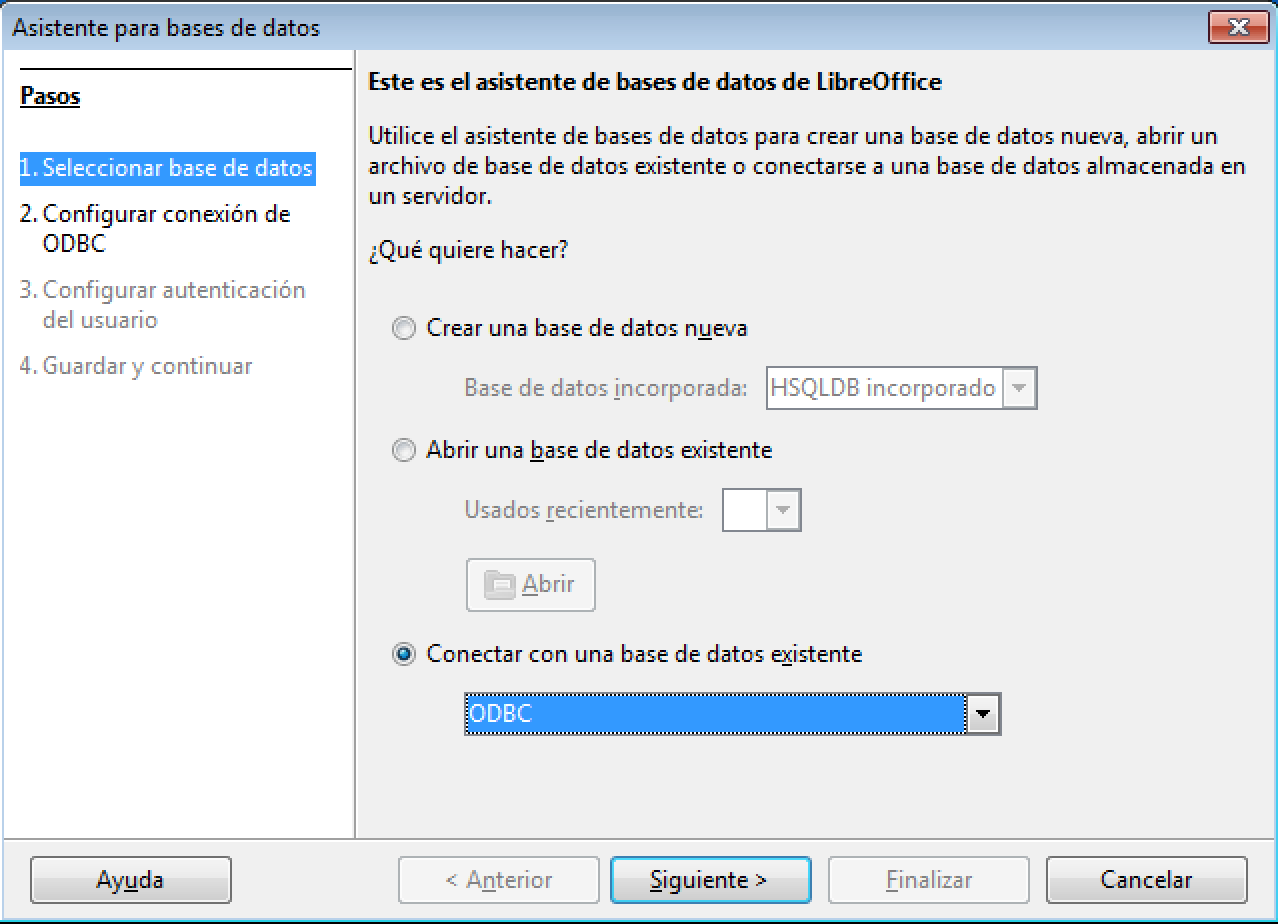 Asistente para bases de datos
Pasos
1. Seleccionar base de datos
2. Configurar conexión de
ODBC
3. Configurar autenticación
del usuario
4. Guardar y continuar
Este es el asistente de bases de datos de LibreOffice
Utilice el asistente de bases de datos para crear una base de datos nueva, abrir un
archivo de base de datos existente o conectarse a una base de datos almacenada en
un servidor.
¿Qué quiere hacer?
Crear una base de datos nueva
Base de datos incorporada: HSQLDB incorporado
Abrir una base de datos existente
Usados recientemente:
Abrir
Conectar con una base de datos existente
ODBC
Ayuda < Anterior Siguiente > Finalizar Cancelar